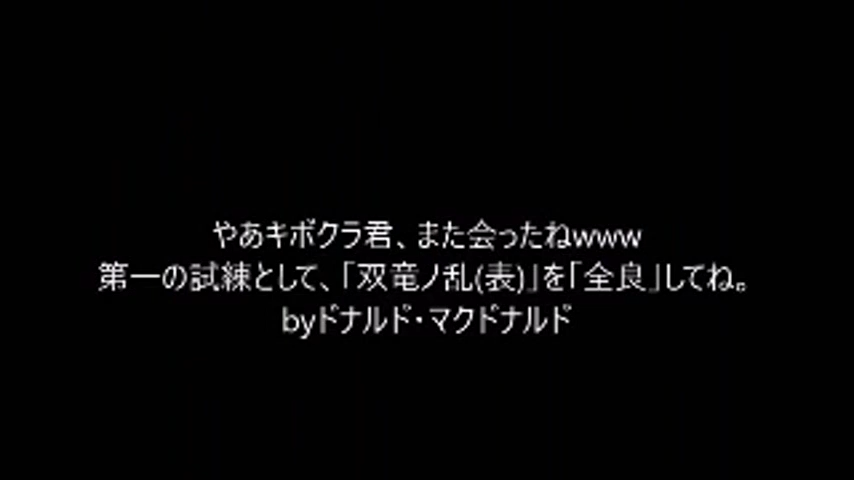 やあキボクラ君、また会ったねwww
第一の試練として、「双竜ノ乱(表)」を「全良」してね。
byドナルド・マクドナルド